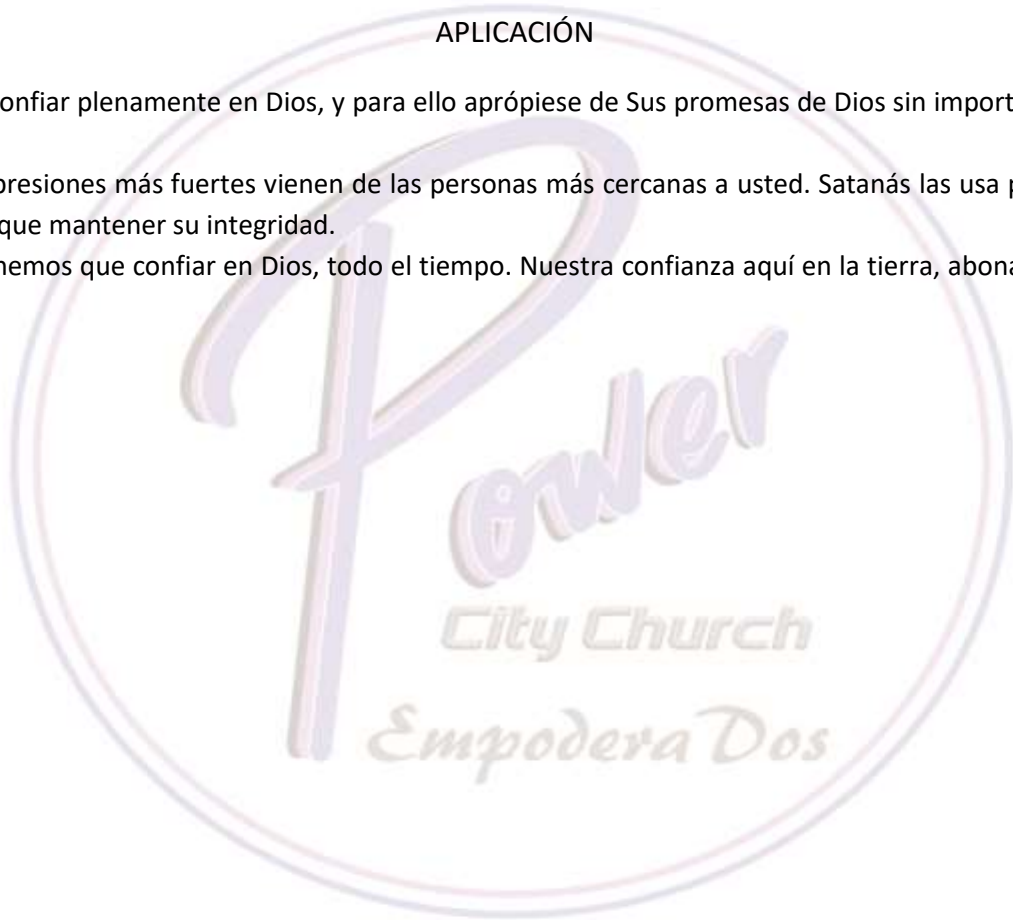 APLICACIÓN
onfiar plenamente en Dios, y para ello aprópiese de Sus promesas de Dios sin import
presiones más fuertes vienen de las personas más cercanas a usted. Satanás las usa p
que mantener su integridad.
nemos que confiar en Dios, todo el tiempo. Nuestra confianza aquí en la tierra, abona
Power
City Church
Empodera Dos